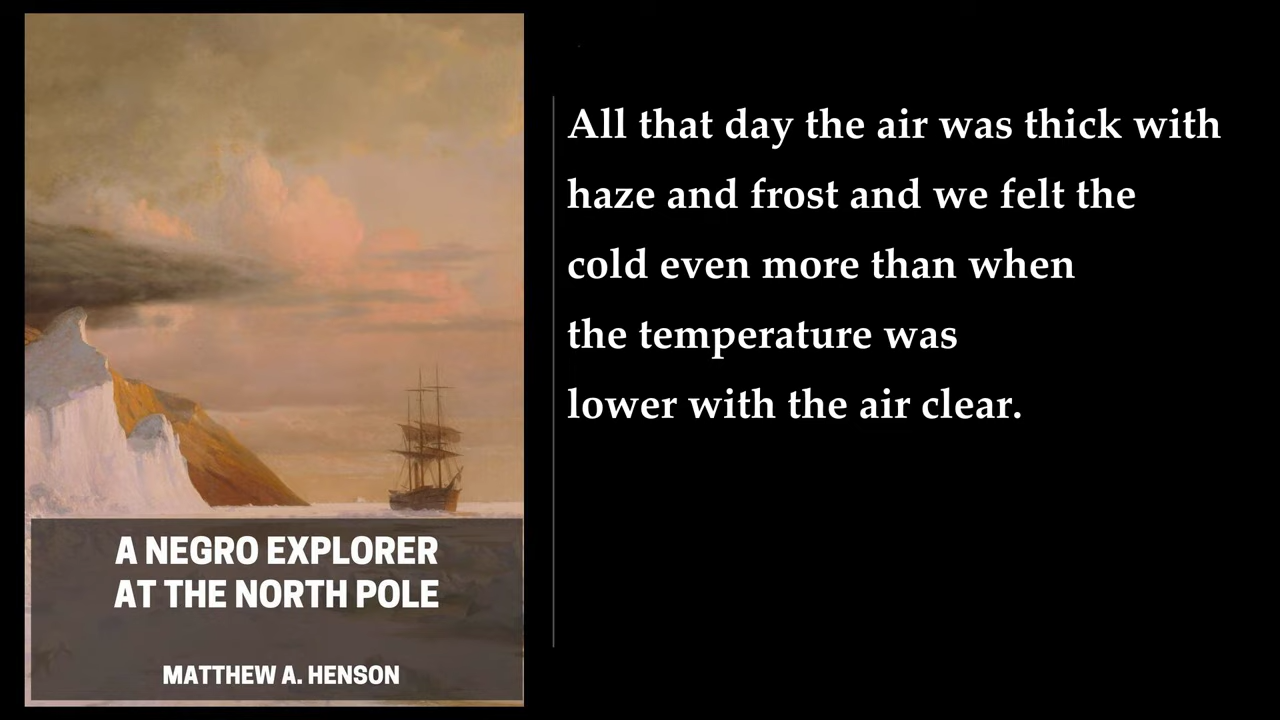 All that day the air was thick with
haze and frost and we felt the
cold even more than when
the temperature was
lower with the air clear.
A NEGRO EXPLORER
AT THE NORTH POLE
MATTHEW A. HENSON